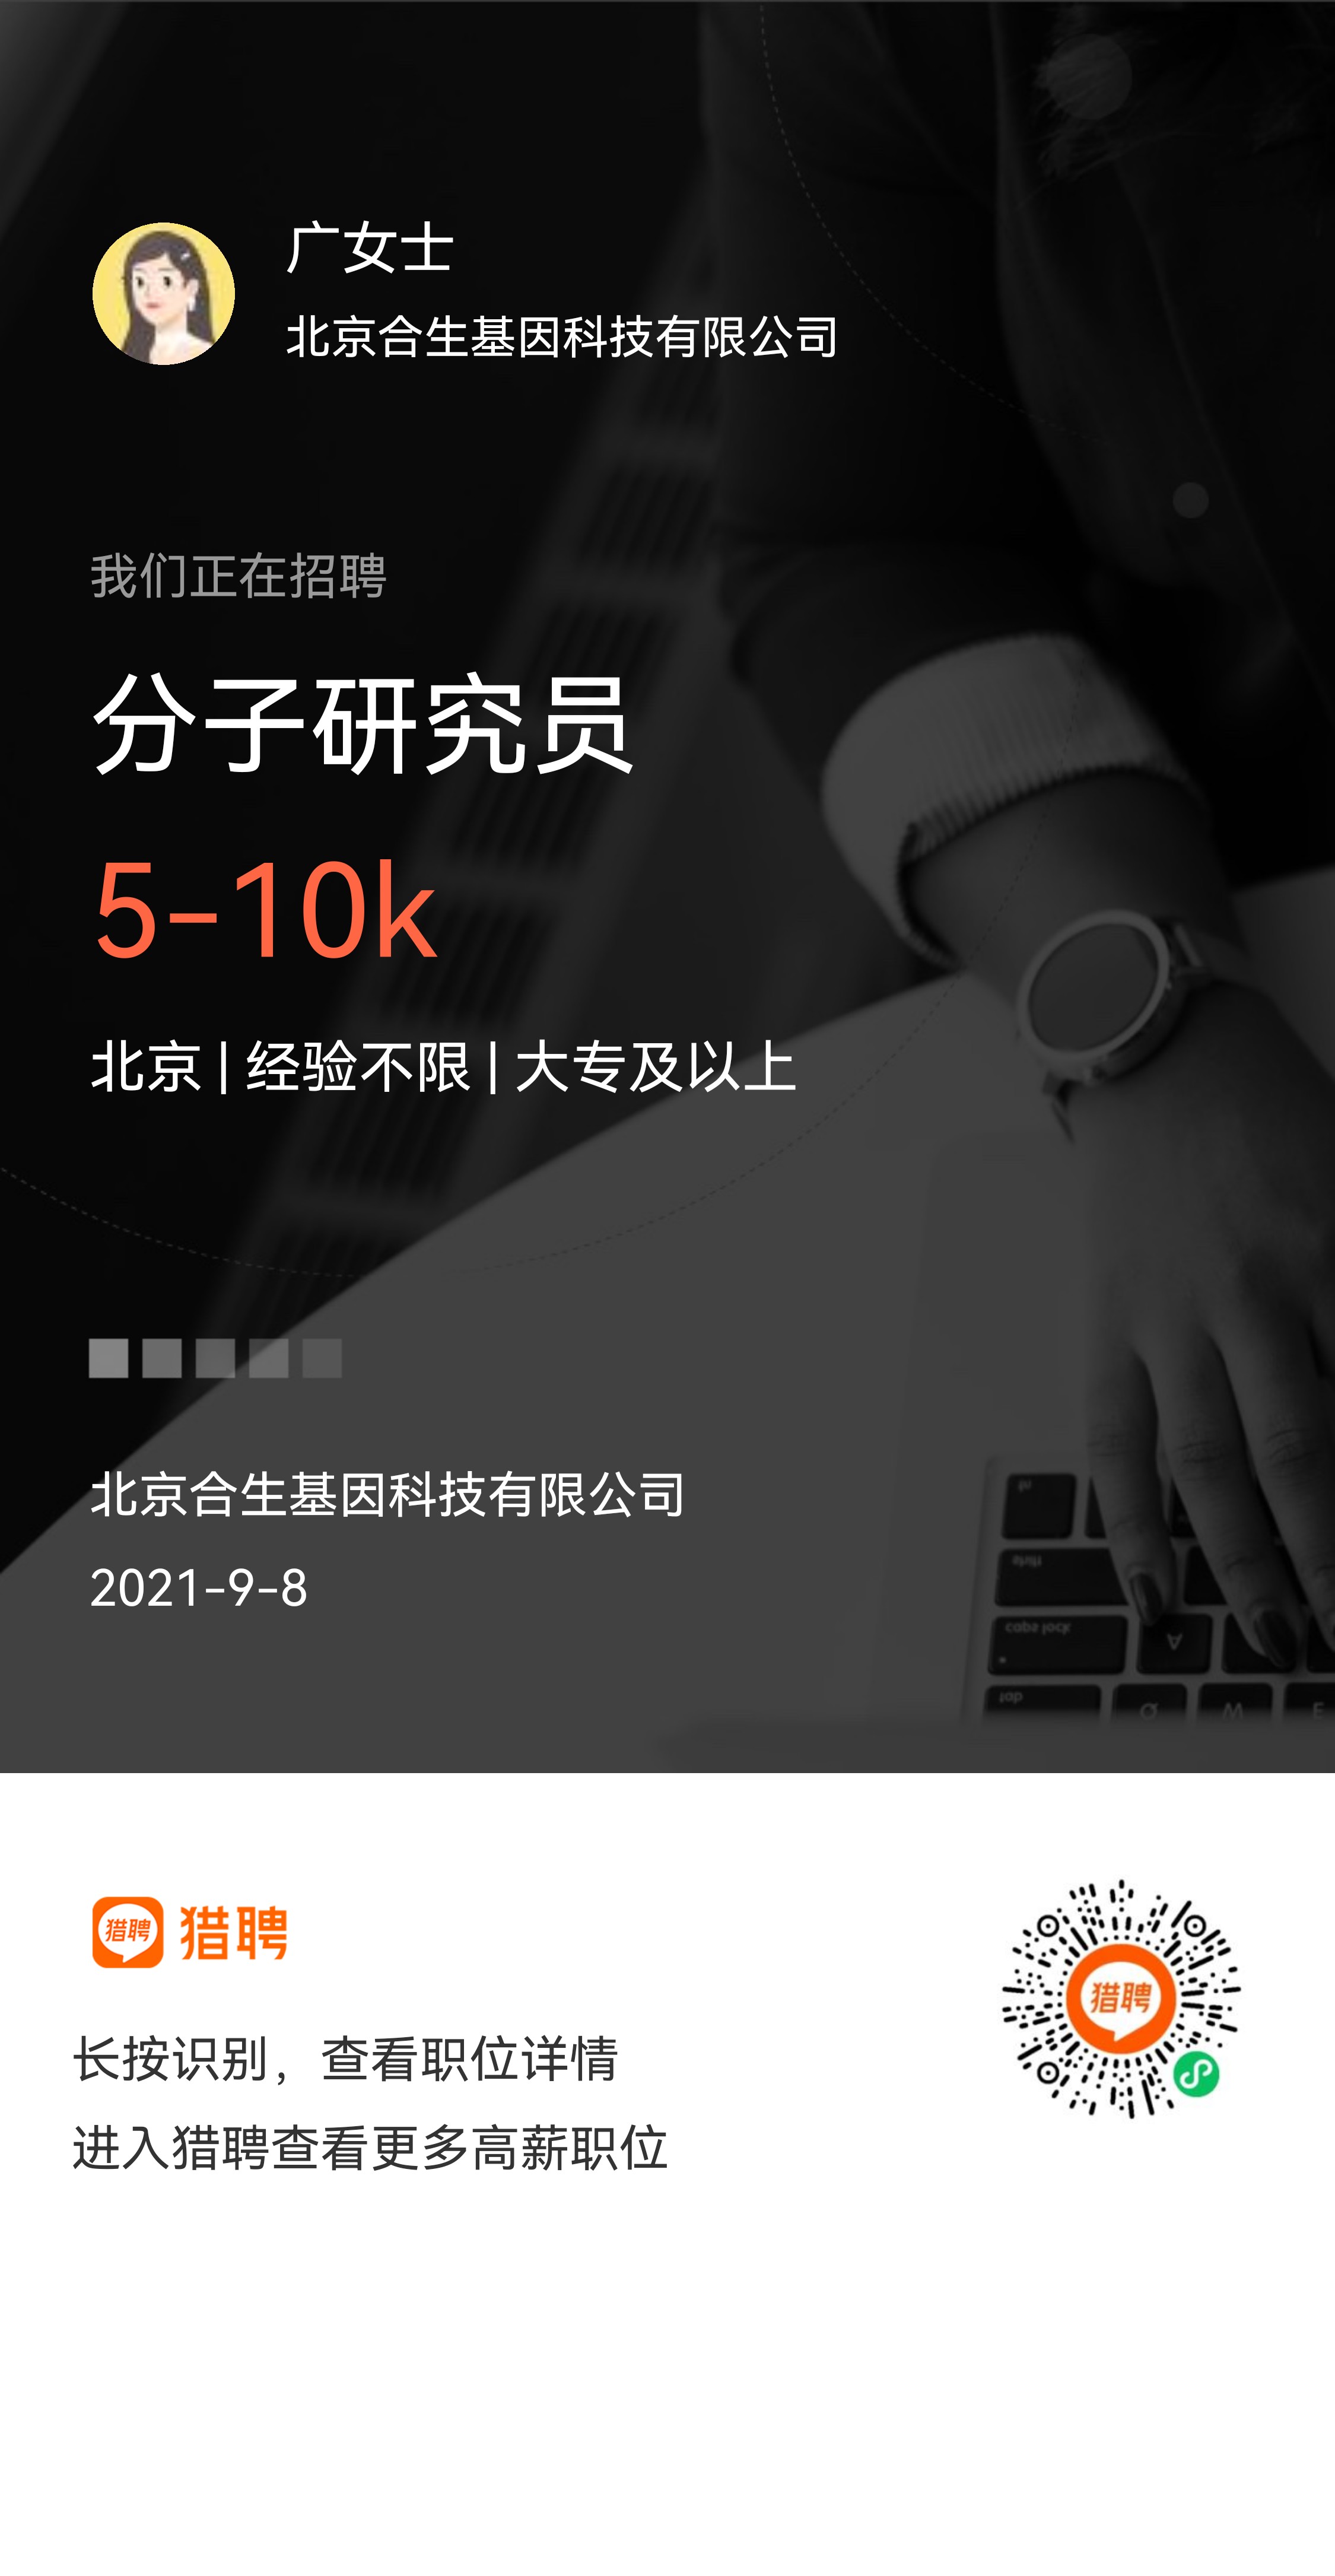 广女士
北京合生基因科技有限公司
我们正在招聘
分子研究员
5-10k
北京 | 经验不限 | 大专及以上
北京合生基因科技有限公司
2021-9-8
caps lock
A
tab
Q W E
猎聘 猎聘
猎聘
长按识别，查看职位详情
进入猎聘查看更多高薪职位